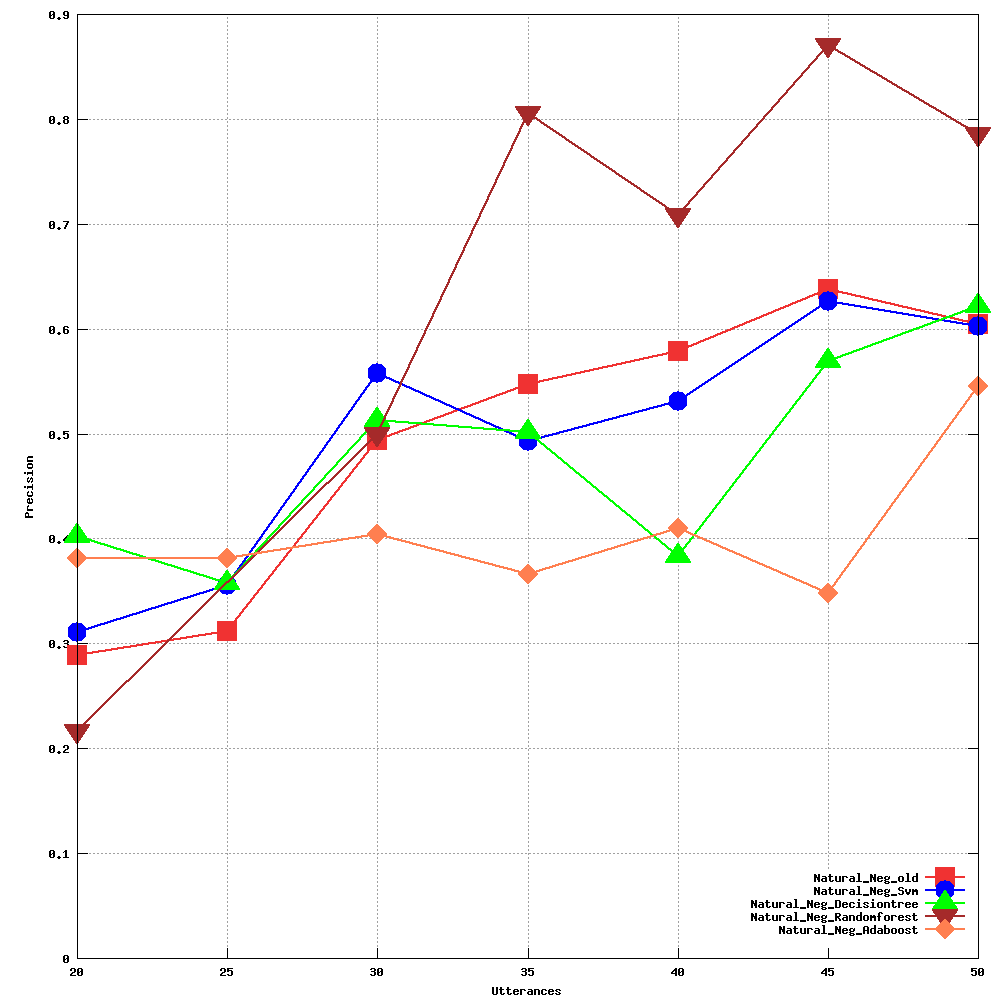 0.9
0.8
0.7
0.6
0.5
0.4
0.3
0.2
0.1
0
Precision
20 25 30 35 40 45 50
Utterances
Natural_Neg_old
Natural_Neg_Svm
Natural_Neg_Decisiontree
Natural_Neg_Randomforest
Natural_Neg_Adaboost